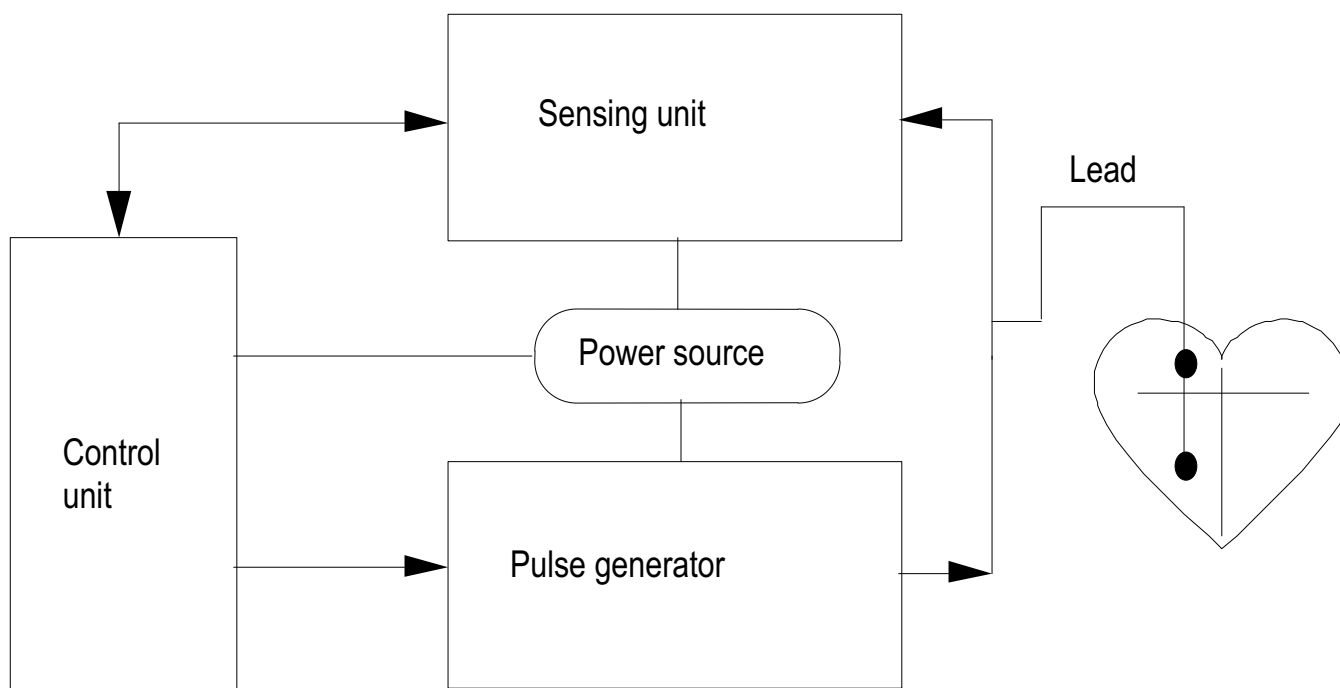 Sensing unit
Lead
Power source
Control
unit
Pulse generator